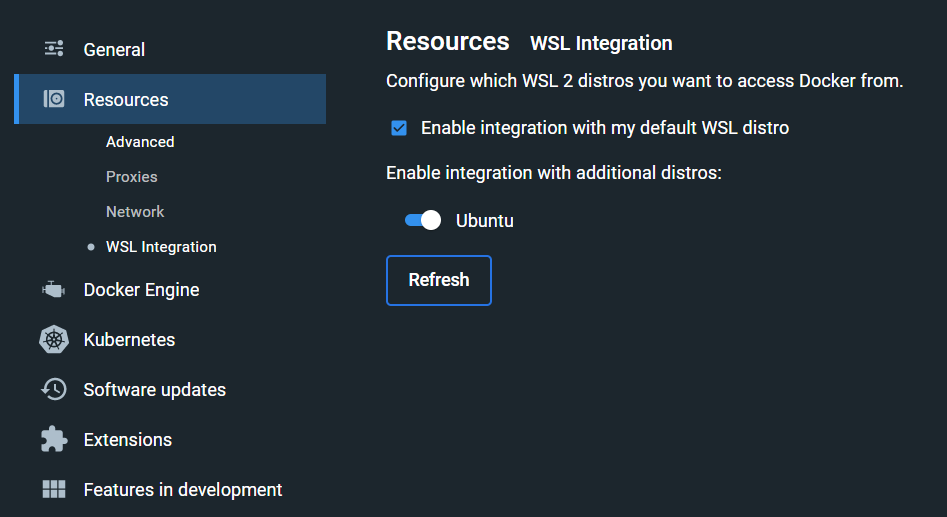 General
Resources
Advanced
Proxies
Network
WSL Integration
Docker Engine
Kubernetes
Software updates
Extensions
Features in development
Resources WSL Integration
Configure which WSL 2 distros you want to access Docker from.
Enable integration with my default WSL distro
Enable integration with additional distros:
Ubuntu
Refresh